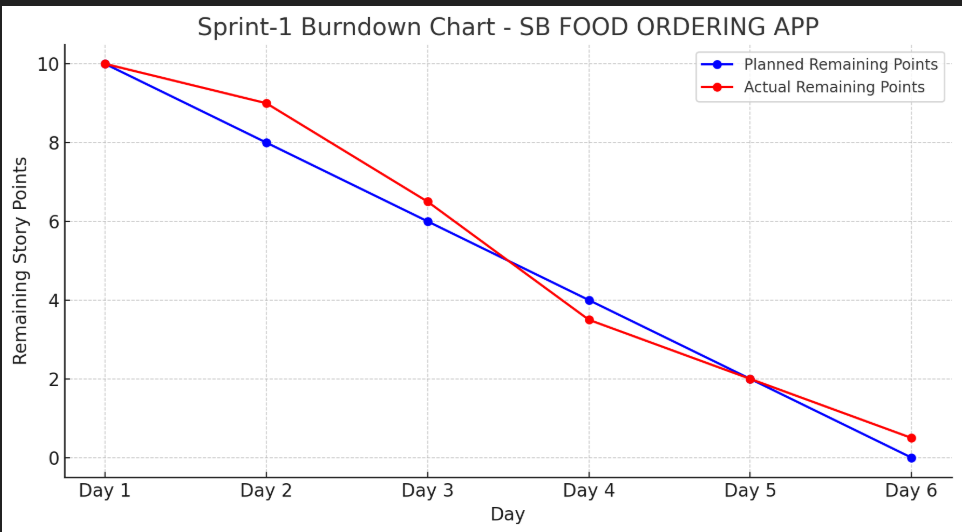 Sprint-1 Burndown Chart - SB FOOD ORDERING APP
Planned Remaining Points
Actual Remaining Points
Remaining Story Points
10
8
6
4
2
0
Day 1 Day 2 Day 3 Day 4 Day 5 Day 6
Day